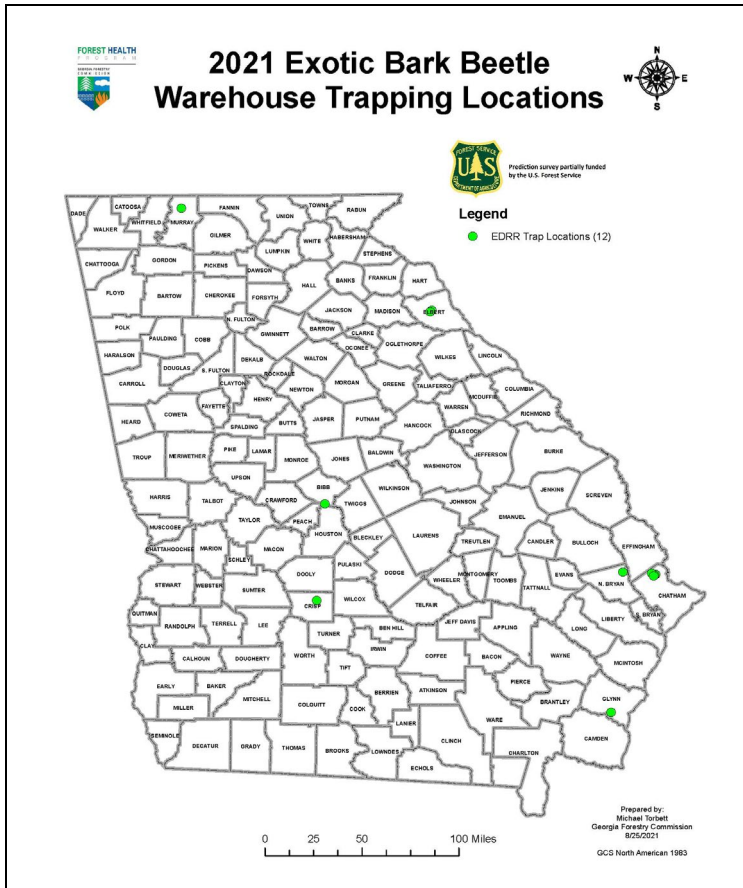 FOREST HEALTH
PROGRAM
GEORGIA FORESTRY
COMMISSION
2021 Exotic Bark Beetle
Warehouse Trapping Locations
N
W
E
S
FOREST SERVICE
U S
DEPARTMENT OF AGRICULTURE
Prediction survey partially funded
by the U.S. Forest Service
Legend
EDRR Trap Locations (12)
DADE
CATOOSA
WHITFIELD
MURRAY
FANNIN
UNION
TOWNS
RABUN
WALKER
GILMER
WHITE
HABERSHAM
LUMPKIN
STEPHENS
CHATTOOGA
GORDON
PICKENS
DAWSON
BANKS
FRANKLIN
HART
HALL
FLOYD
BARTOW
CHEROKEE
FORSYTH
JACKSON
MADISON
ELBERT
N. FULTON
POLK
PAULDING
COBB
GWINNETT
BARROW
CLARKE
OCONEE
OGLETHORPE
HARALSON
DOUGLAS
DEKALB
WALTON
WILKES
LINCOLN
S. FULTON
ROCKDALE
CARROLL
CLAYTON
NEWTON
MORGAN
GREENE
TALIAFERRO
COLUMBIA
MCDUFFIE
HENRY
FAYETTE
WARREN
RICHMOND
HEARD
COWETA
SPALDING
BUTTS
JASPER
PUTNAM
HANCOCK
GLASCOCK
TROUP
MERIWETHER
PIKE
LAMAR
MONROE
JONES
BALDWIN
WASHINGTON
JEFFERSON
BURKE
UPSON
BIBB
WILKINSON
JENKINS
SCREVEN
HARRIS
TALBOT
CRAWFORD
TWIGGS
JOHNSON
EMANUEL
TAYLOR
PEACH
HOUSTON
MUSCOGEE
BLECKLEY
LAURENS
TREUTLEN
CANDLER
BULLOCH
EFFINGHAM
CHATTAHOOCHEE
MARION
MACON
SCHLEY
PULASKI
DODGE
DOOLY
MONTGOMERY
WHEELER
TOOMBS
TATTNALL
EVANS
N. BRYAN
CHATHAM
STEWART
WEBSTER
SUMTER
CRISP
WILCOX
TELFAIR
S. BRYAN
LIBERTY
QUITMAN
RANDOLPH
TERRELL
LEE
TURNER
BEN HILL
JEFF DAVIS
APPLING
LONG
CLAY
CALHOUN
DOUGHERTY
WORTH
IRWIN
COFFEE
BACON
WAYNE
MCINTOSH
TIFT
EARLY
BAKER
MITCHELL
BERRIEN
ATKINSON
PIERCE
BRANTLEY
GLYNN
MILLER
COLQUITT
COOK
LANIER
WARE
SEMINOLE
DECATUR
GRADY
THOMAS
BROOKS
LOWNDES
CLINCH
CHARLTON
CAMDEN
ECHOLS
Prepared by:
Michael Torbett
Georgia Forestry Commission
8/25/2021
GCS North American 1983
0 25 50 100 Miles